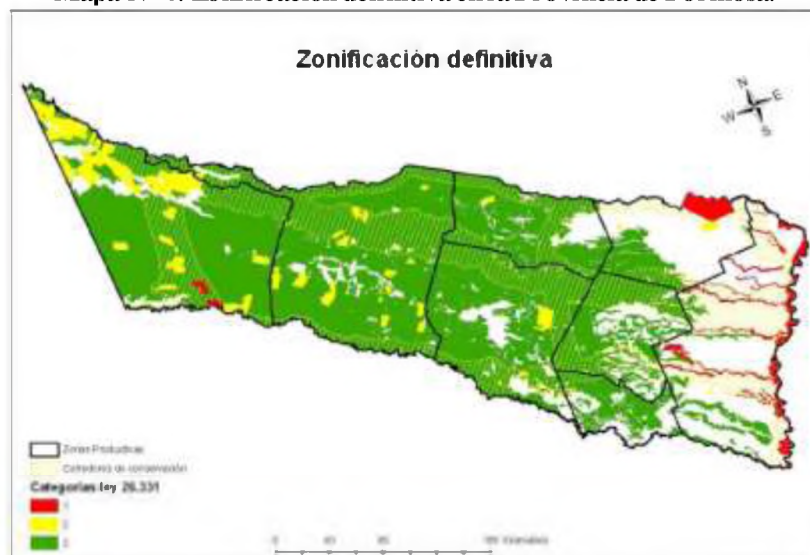 Zonificación definitiva
N
W E
S
Zonas Productivas
Corredores de conservación
Categorías ley 26.331
1
2
3